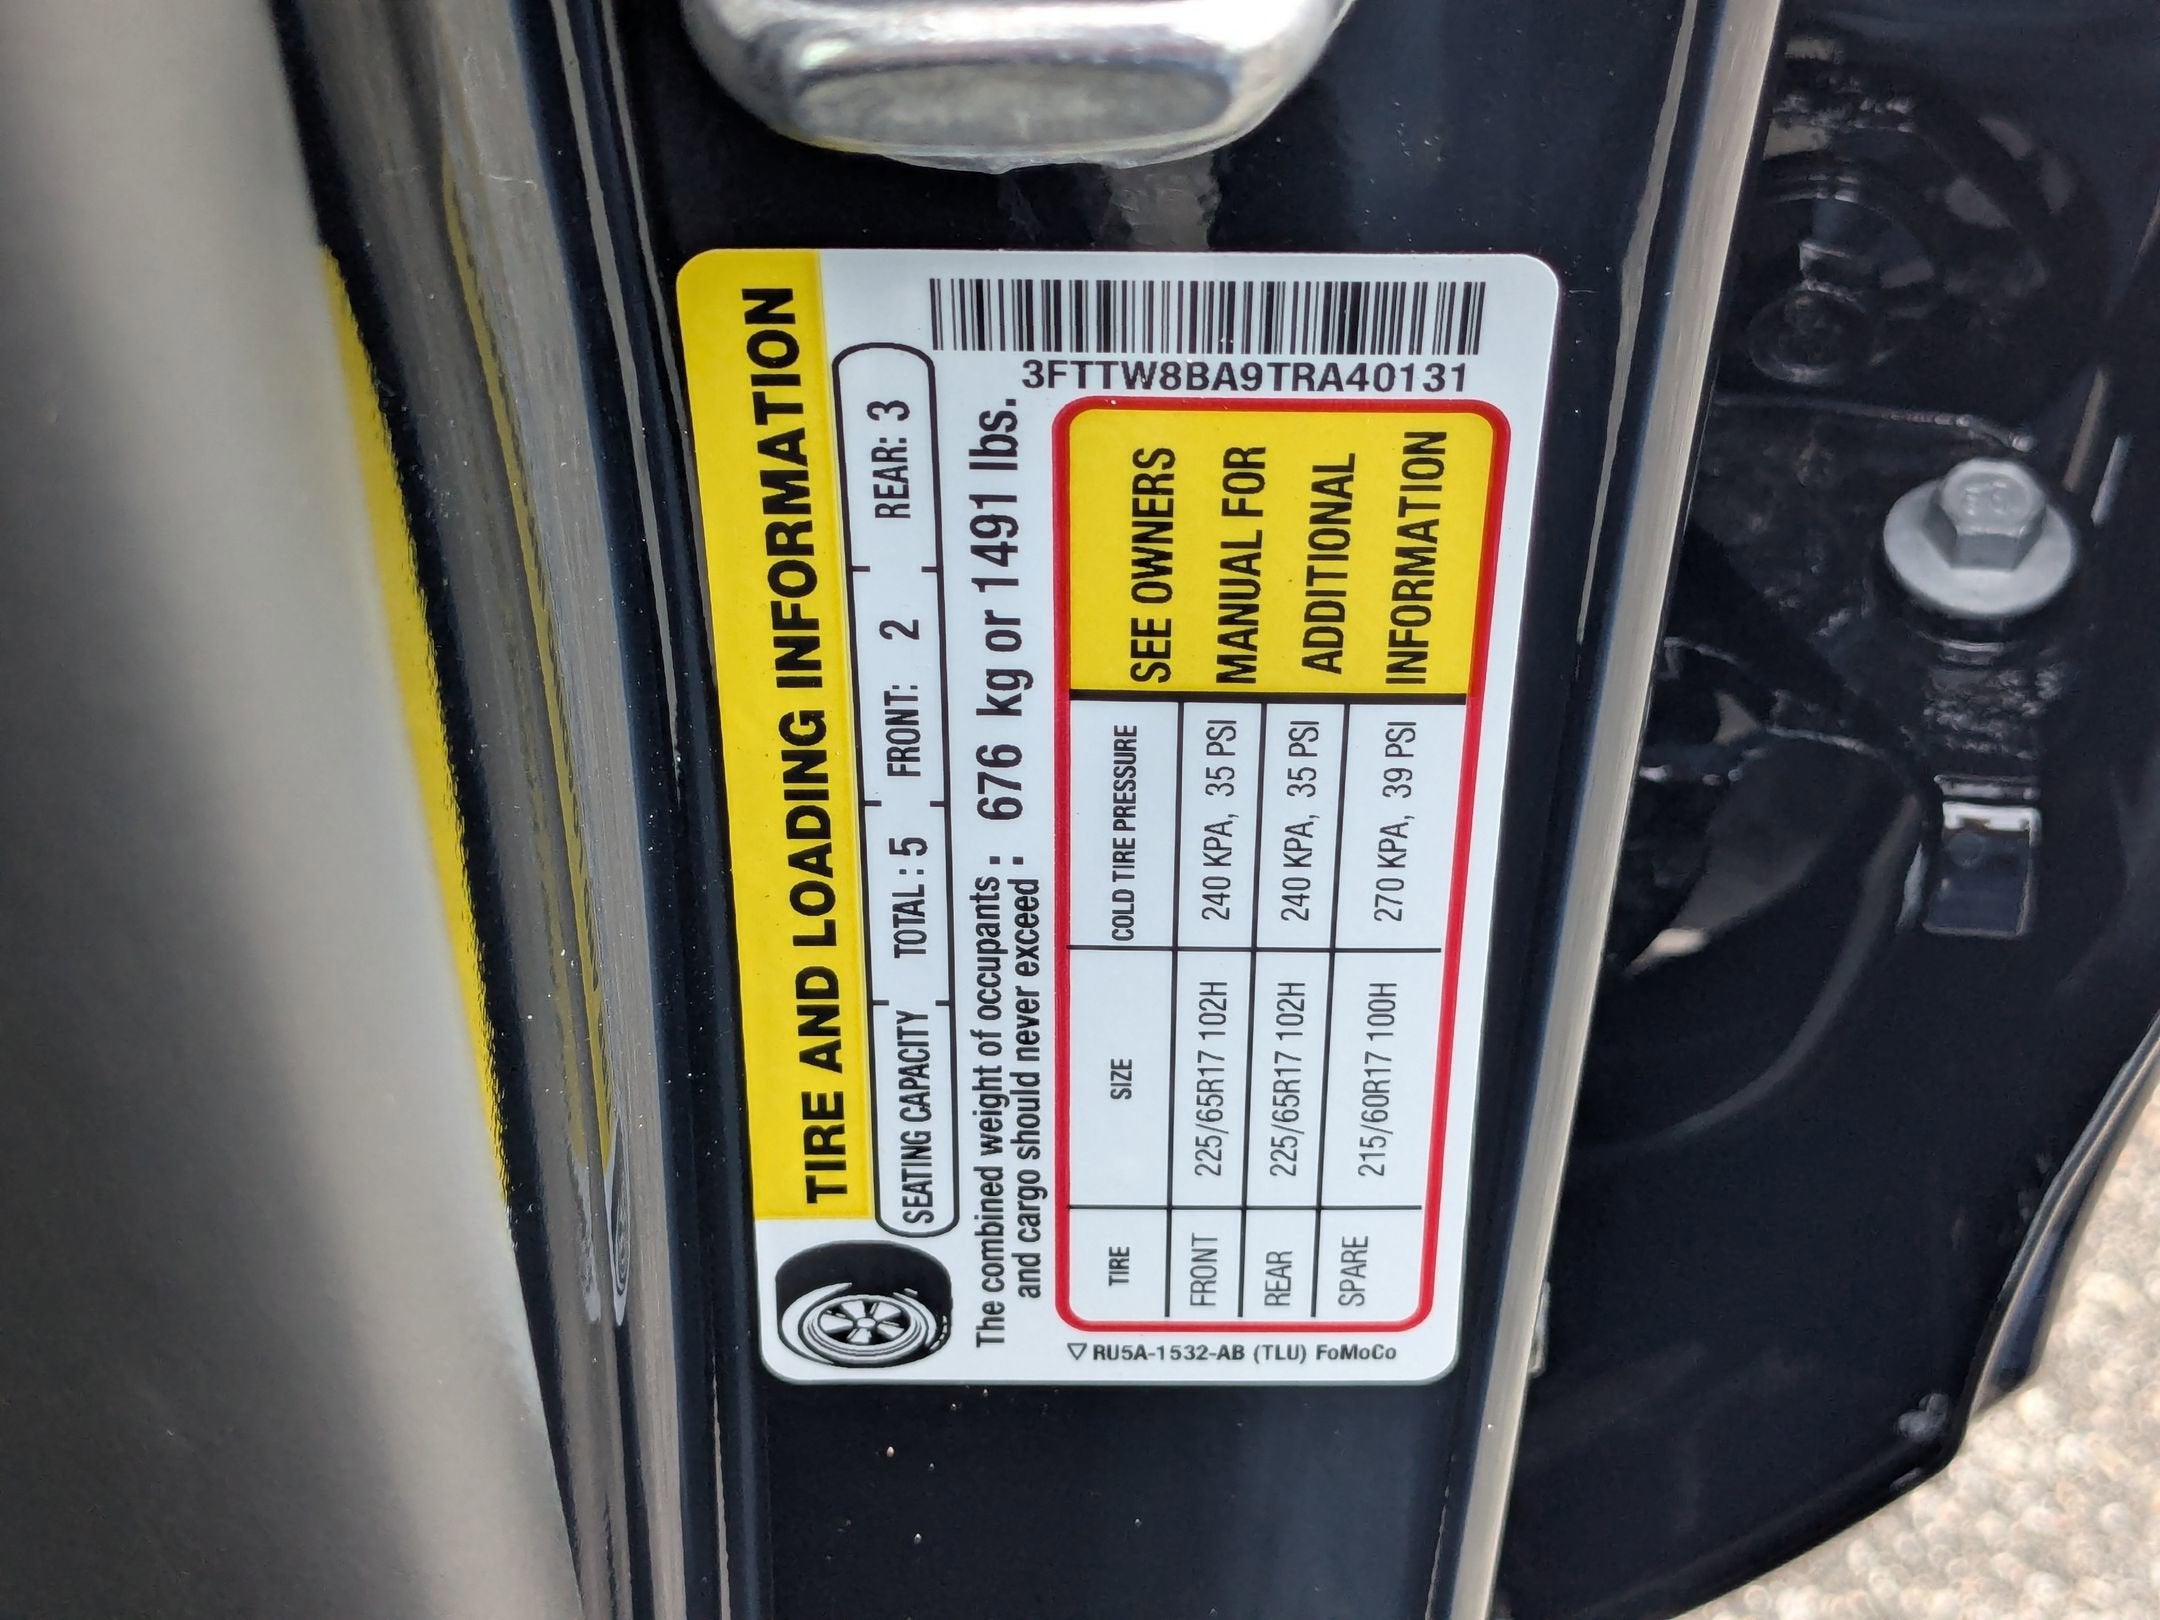 TIRE AND LOADING INFORMATION
SEATING CAPACITY TOTAL : 5 FRONT: 2 REAR: 3
The combined weight of occupants :
and cargo should never exceed : 676 kg or 1491 lbs.
3FTTW8BA9TRA40131
TIRE SIZE COLD TIRE PRESSURE
FRONT 225/65R17 102H 240 KPA, 35 PSI
REAR 225/65R17 102H 240 KPA, 35 PSI
SPARE 215/60R17 100H 270 KPA, 39 PSI
SEE OWNERS
MANUAL FOR
ADDITIONAL
INFORMATION
RU5A-1532-AB (TLU) FoMoCo